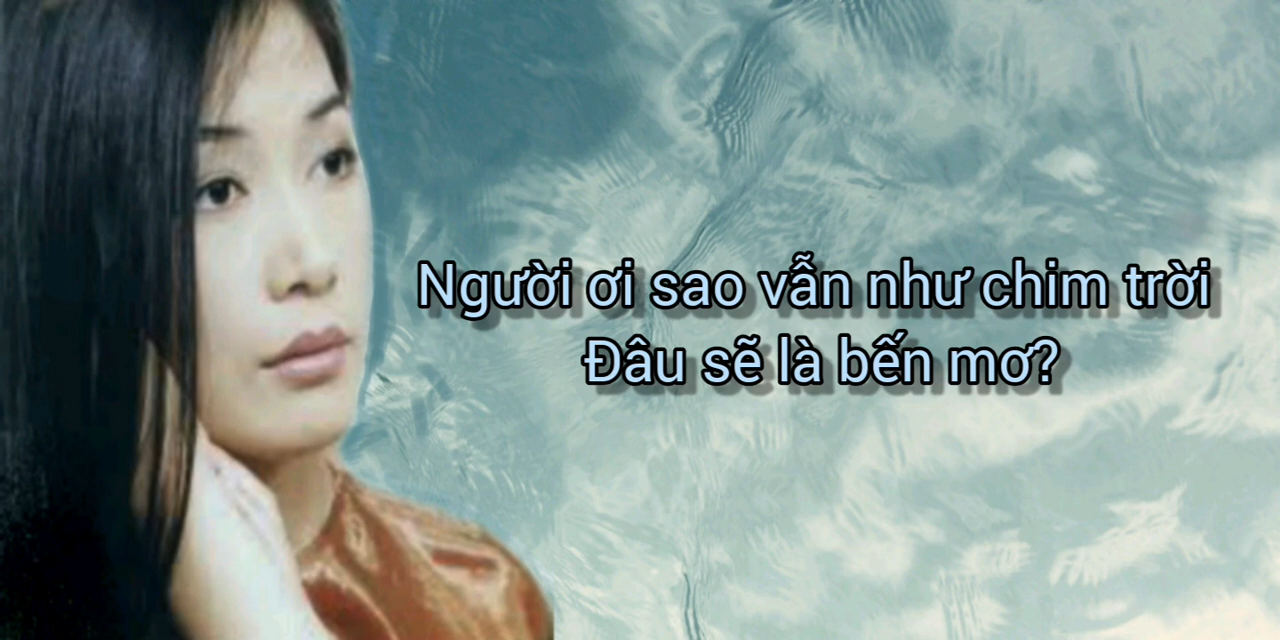 Người ơi sao vẫn như chim trời
Đâu sẽ là bến mơ?